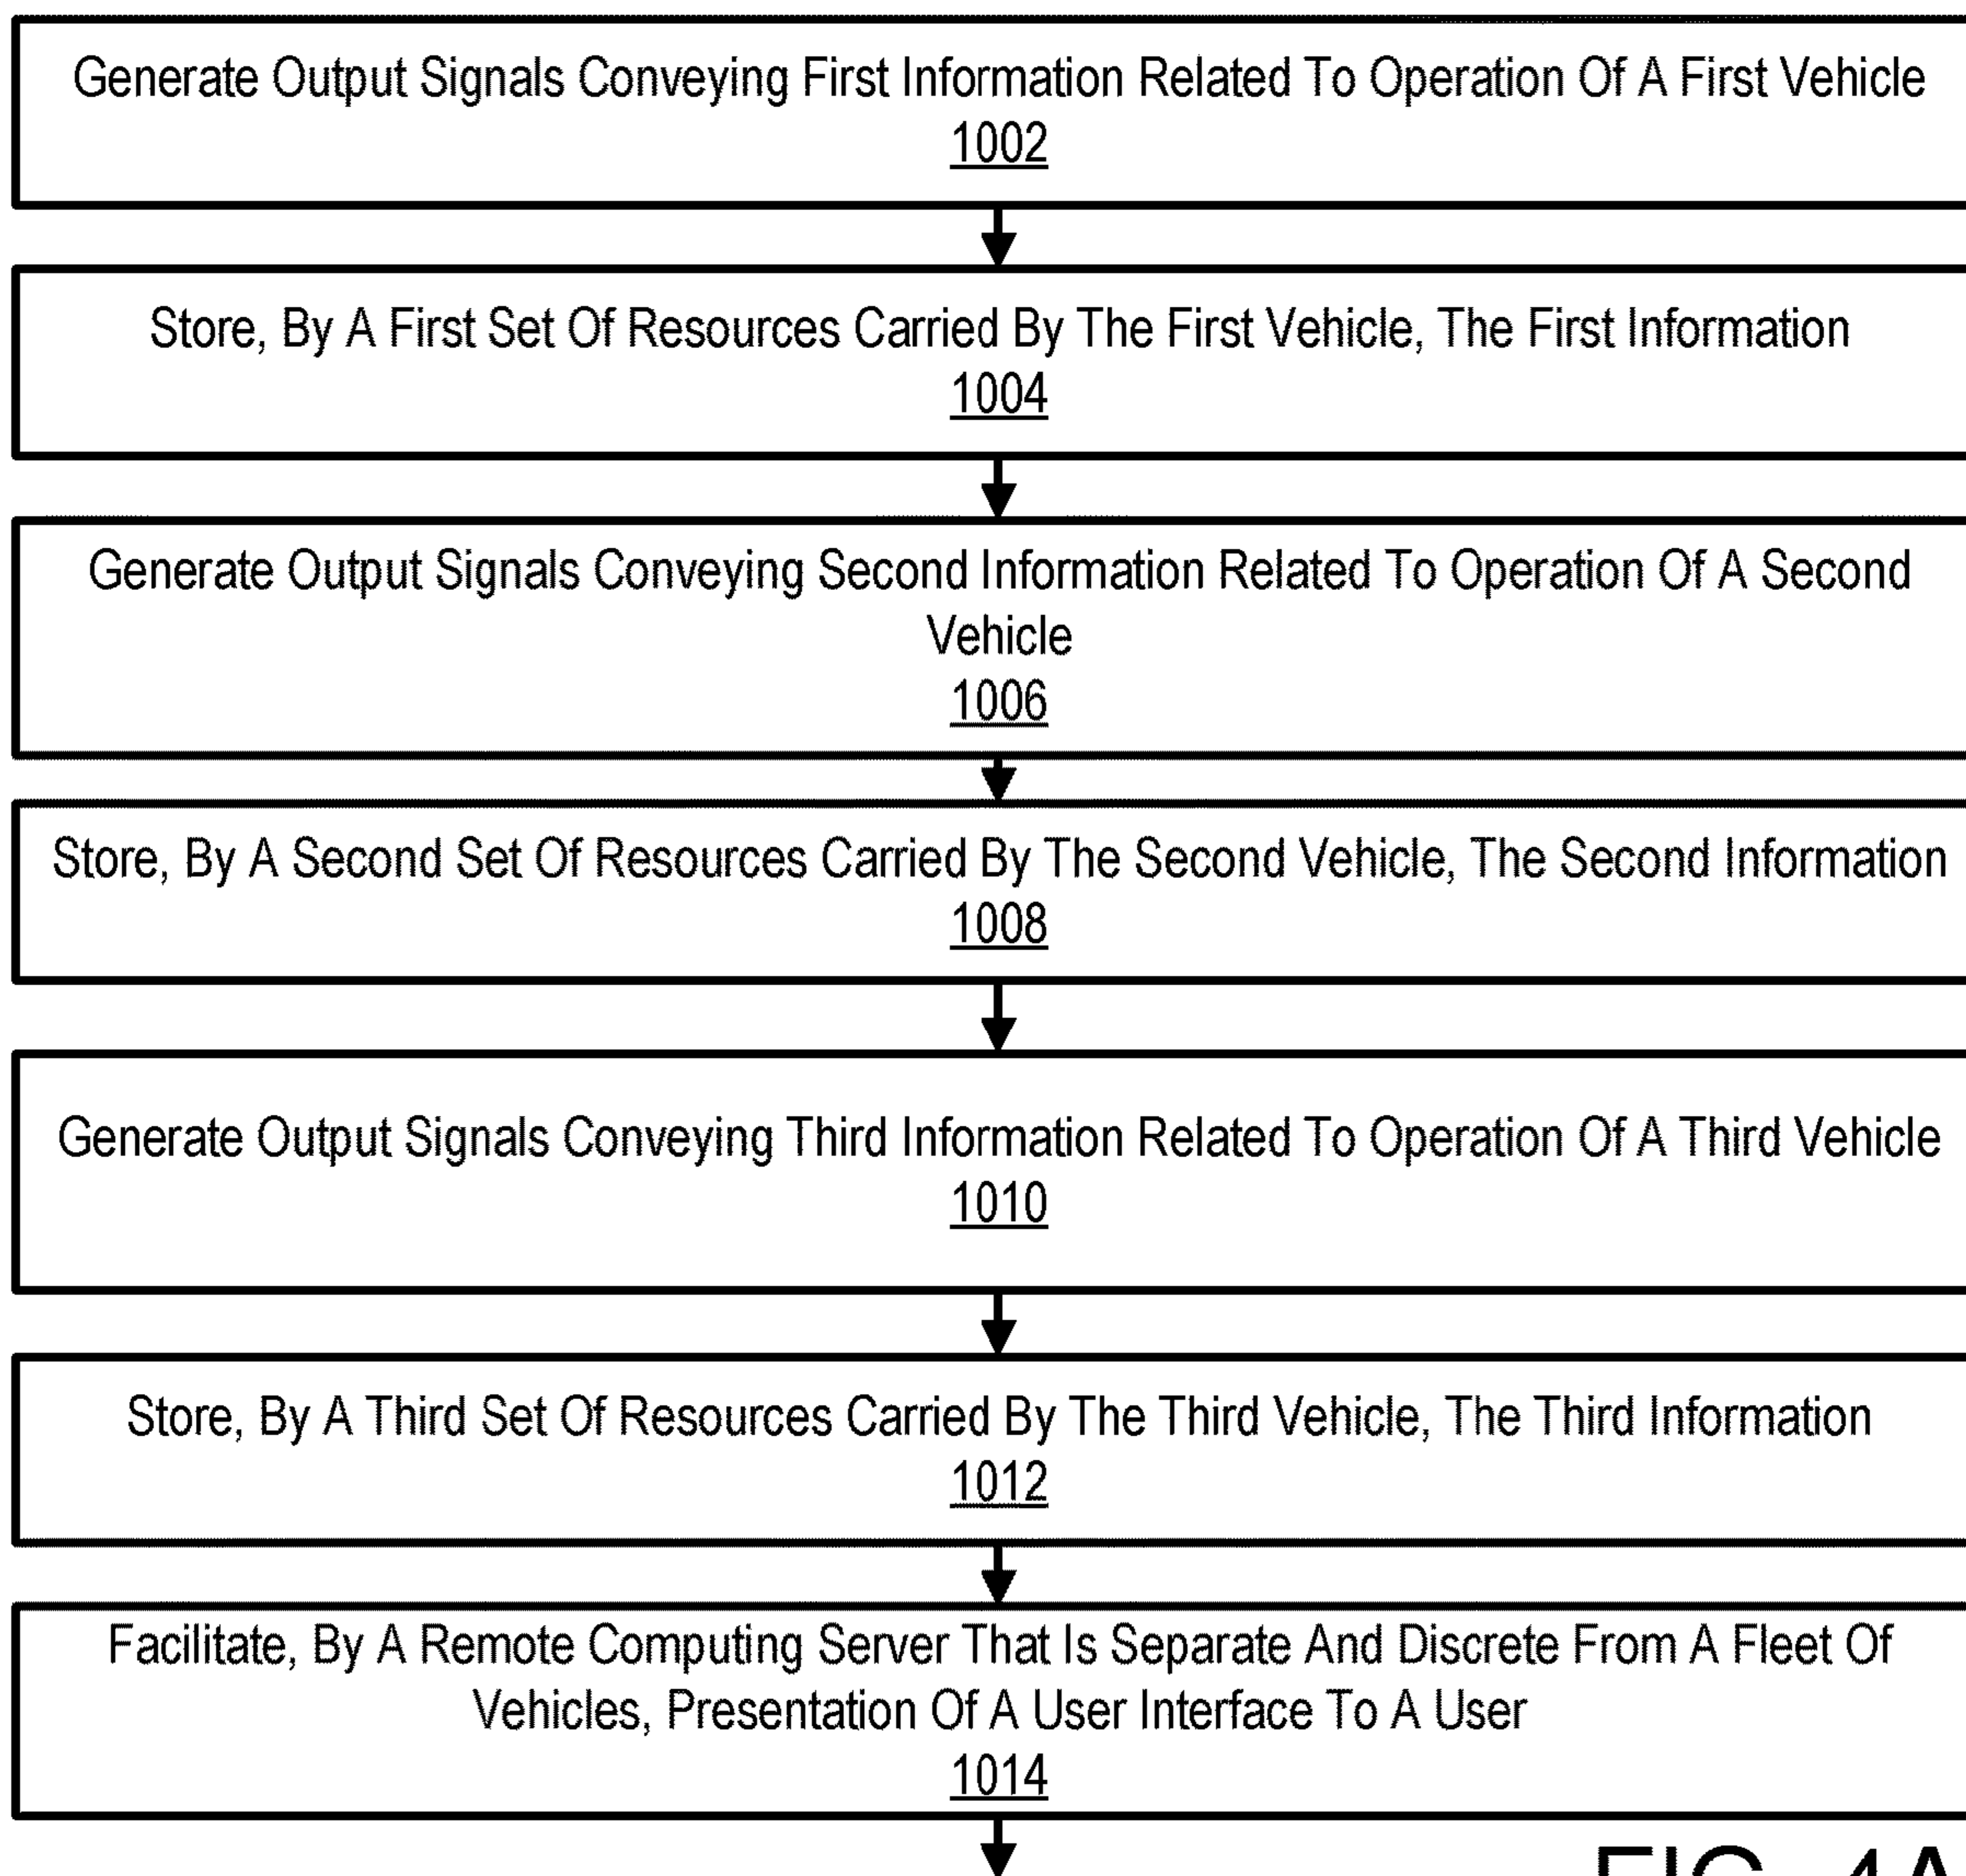 Generate Output Signals Conveying First Information Related To Operation Of A First Vehicle
1002
Store, By A First Set Of Resources Carried By The First Vehicle, The First Information
1004
Generate Output Signals Conveying Second Information Related To Operation Of A Second
Vehicle
1006
Store, By A Second Set Of Resources Carried By The Second Vehicle, The Second Information
1008
Generate Output Signals Conveying Third Information Related To Operation Of A Third Vehicle
1010
Store, By A Third Set Of Resources Carried By The Third Vehicle, The Third Information
1012
Facilitate, By A Remote Computing Server That Is Separate And Discrete From A Fleet Of
Vehicles, Presentation Of A User Interface To A User
1014
FIG. 4A